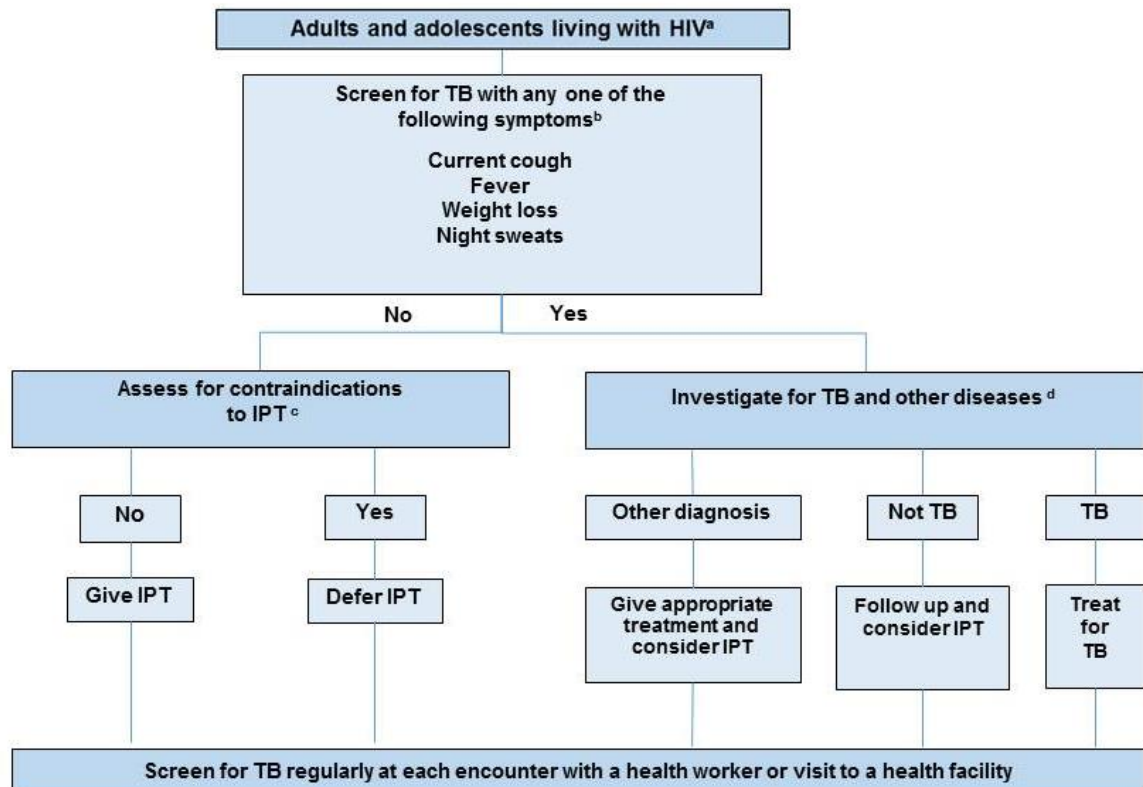 Adults and adolescents living with HIVᵃ
Screen for TB with any one of the
following symptomsᵇ
Current cough
Fever
Weight loss
Night sweats
No
Yes
Assess for contraindications
to IPT ᶜ
Investigate for TB and other diseases ᵈ
No
Yes
Other diagnosis
Not TB
TB
Give IPT
Defer IPT
Give appropriate
treatment and
consider IPT
Follow up and
consider IPT
Treat
for
TB
Screen for TB regularly at each encounter with a health worker or visit to a health facility